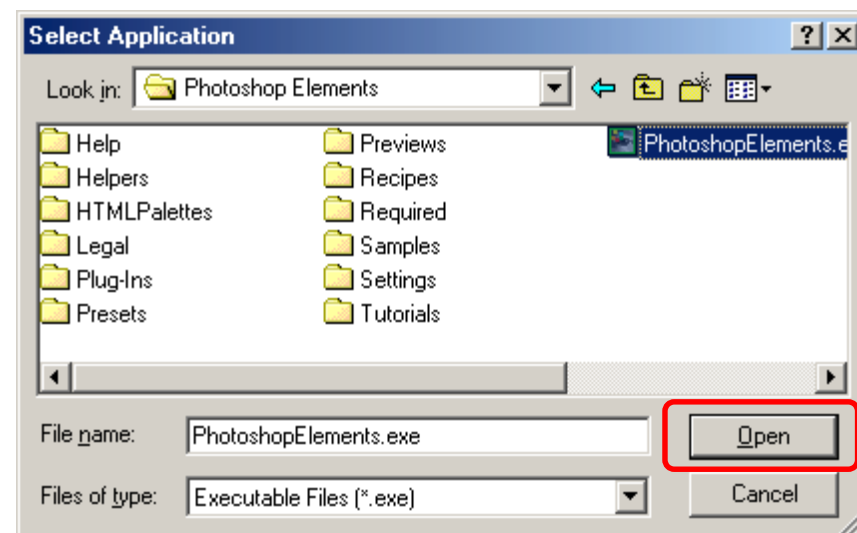 Select Application
Look in: Photoshop Elements
Help Previews PhotoshopElements.e
Helpers Recipes
HTMLPalettes Required
Legal Samples
Plug-Ins Settings
Presets Tutorials
File name: PhotoshopElements.exe Open
Files of type: Executable Files (*.exe) Cancel